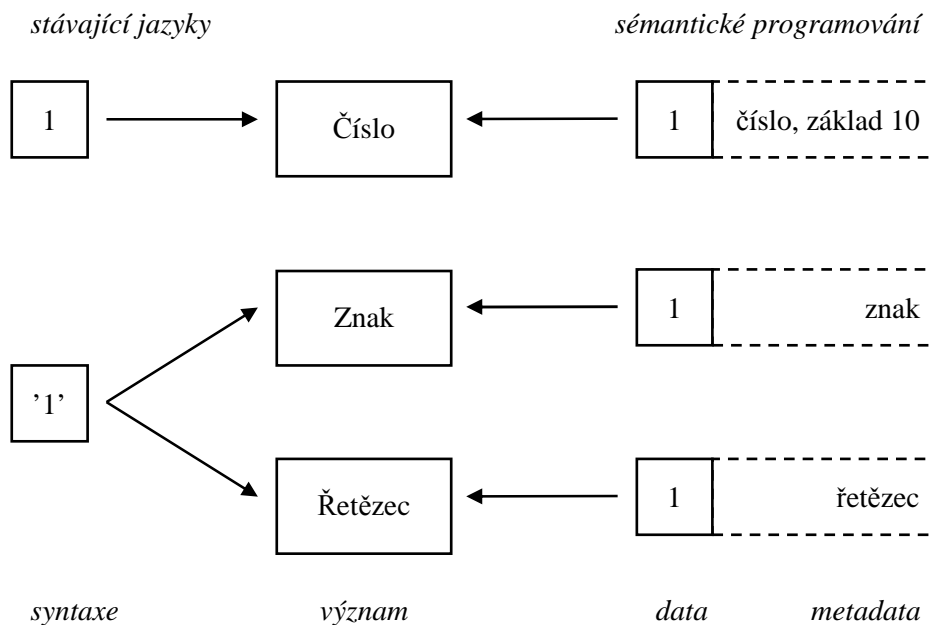 stávající jazyky sémantické programování
1 Číslo 1 číslo, základ 10
Znak 1 znak
’1’
Řetězec 1 řetězec
syntaxe význam data metadata